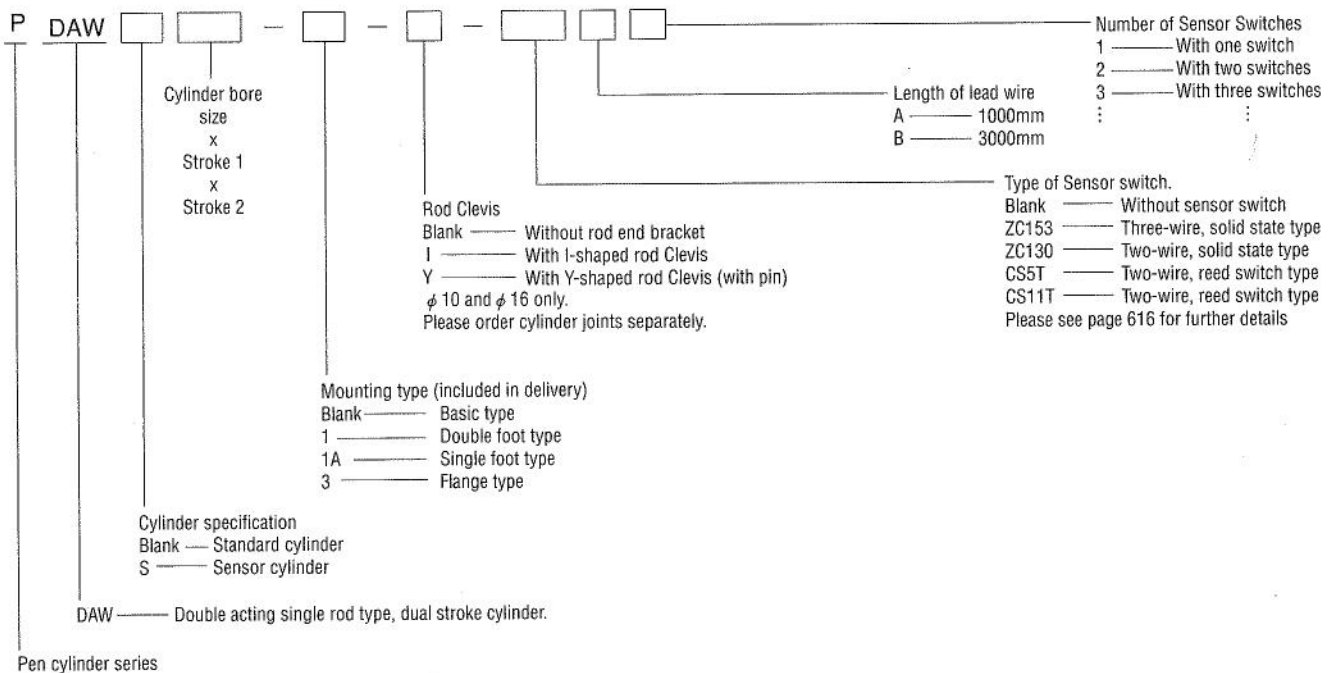 P DAW - - -
Number of Sensor Switches
1 With one switch
2 With two switches
3 With three switches
⋮ ⋮
Length of lead wire
A 1000mm
B 3000mm
Cylinder bore
size
x
Stroke 1
x
Stroke 2
Type of Sensor switch.
Blank Without sensor switch
ZC153 Three-wire, solid state type
ZC130 Two-wire, solid state type
CS5T Two-wire, reed switch type
CS11T Two-wire, reed switch type
Please see page 616 for further details
Rod Clevis
Blank Without rod end bracket
I With I-shaped rod Clevis
Y With Y-shaped rod Clevis (with pin)
ϕ 10 and ϕ 16 only.
Please order cylinder joints separately.
Mounting type (included in delivery)
Blank Basic type
1 Double foot type
1A Single foot type
3 Flange type
Cylinder specification
Blank Standard cylinder
S Sensor cylinder
DAW Double acting single rod type, dual stroke cylinder.
Pen cylinder series